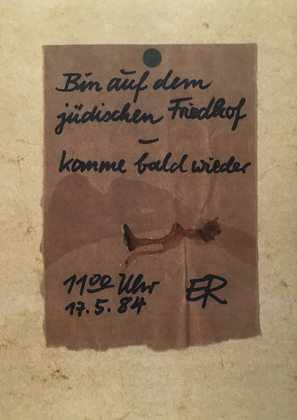 Bin auf dem
jüdischen Friedhof
–
komme bald wieder
11⁰⁰ Uhr ER
17. 5. 84